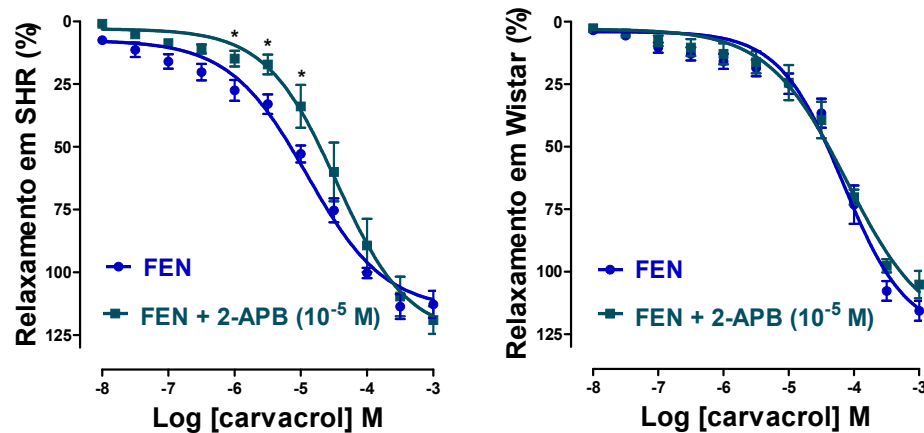 Relaxamento em SHR (%)
0
25
50
75
100
125
* * *
FEN
FEN + 2-APB (10⁻⁵ M)
-8 -7 -6 -5 -4 -3
Log [carvacrol] M
Relaxamento em Wistar (%)
0
25
50
75
100
125
FEN
FEN + 2-APB (10⁻⁵ M)
-8 -7 -6 -5 -4 -3
Log [carvacrol] M